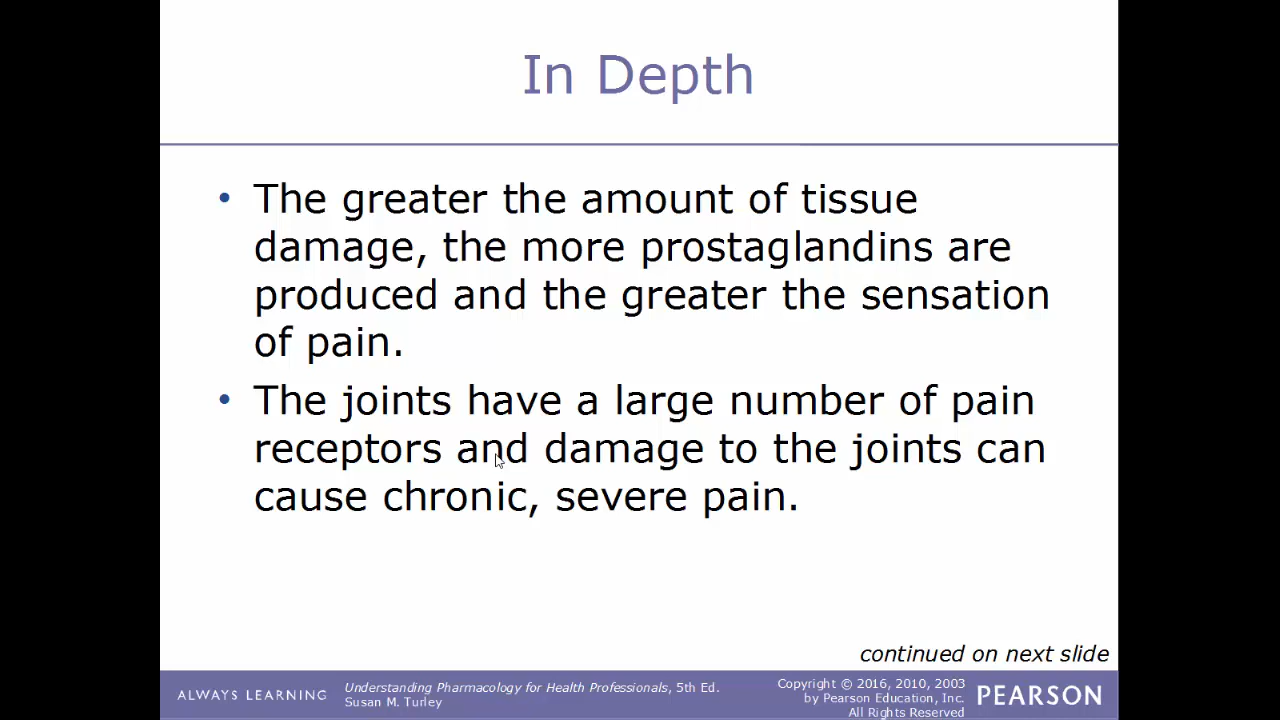 In Depth
• The greater the amount of tissue
damage, the more prostaglandins are
produced and the greater the sensation
of pain.
• The joints have a large number of pain
receptors and damage to the joints can
cause chronic, severe pain.
continued on next slide
ALWAYS LEARNING
Understanding Pharmacology for Health Professionals, 5th Ed.
Susan M. Turley
Copyright © 2016, 2010, 2003
by Pearson Education, Inc.
All Rights Reserved
PEARSON